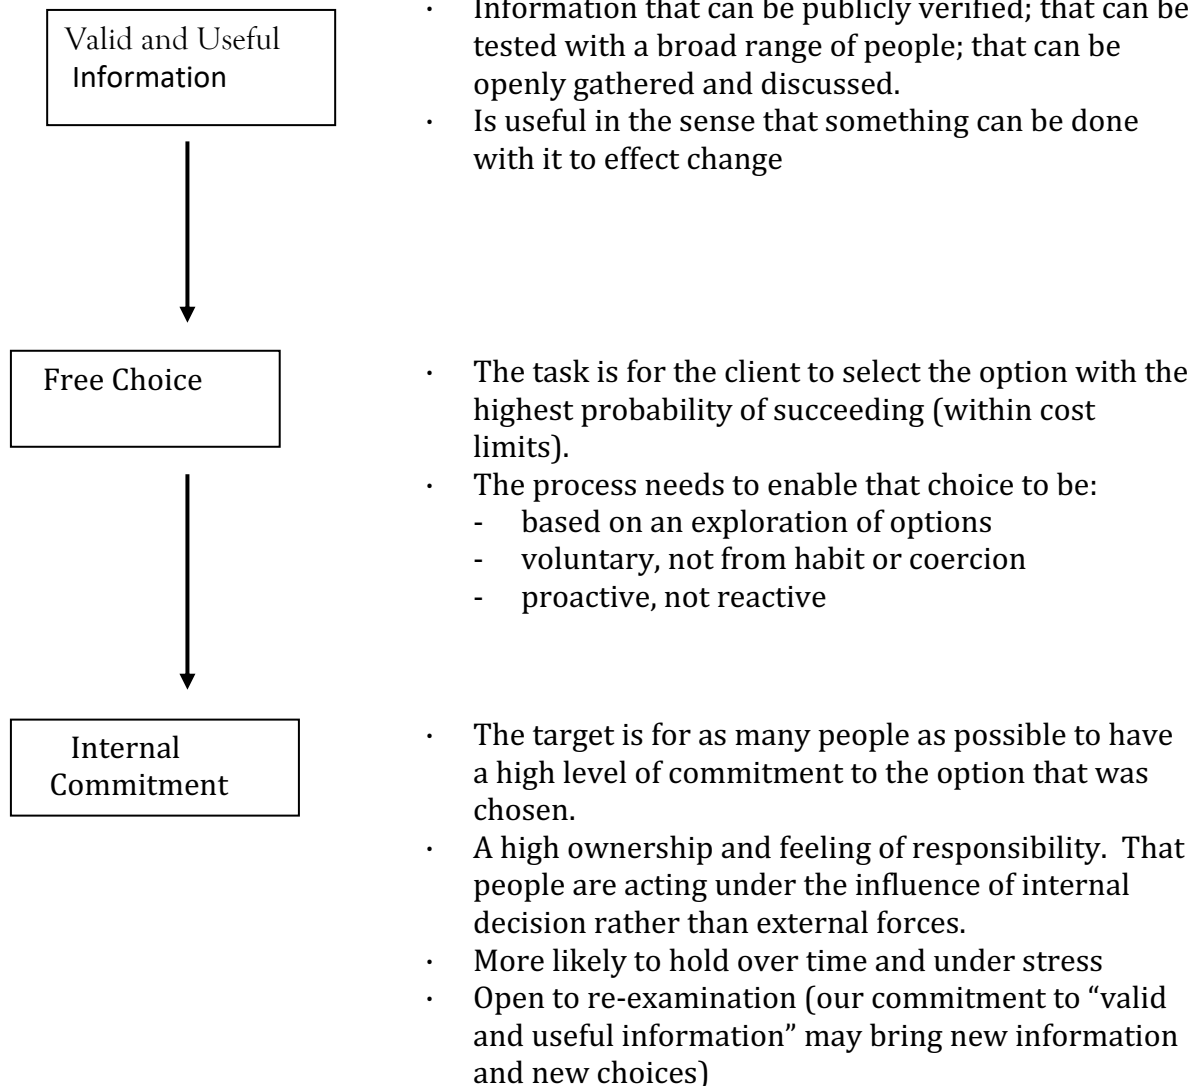 Valid and Useful
Information
· Information that can be publicly verified; that can be
tested with a broad range of people; that can be
openly gathered and discussed.
· Is useful in the sense that something can be done
with it to effect change
Free Choice
· The task is for the client to select the option with the
highest probability of succeeding (within cost
limits).
· The process needs to enable that choice to be:
- based on an exploration of options
- voluntary, not from habit or coercion
- proactive, not reactive
Internal
Commitment
· The target is for as many people as possible to have
a high level of commitment to the option that was
chosen.
· A high ownership and feeling of responsibility.  That
people are acting under the influence of internal
decision rather than external forces.
· More likely to hold over time and under stress
· Open to re-examination (our commitment to “valid
and useful information” may bring new information
and new choices)